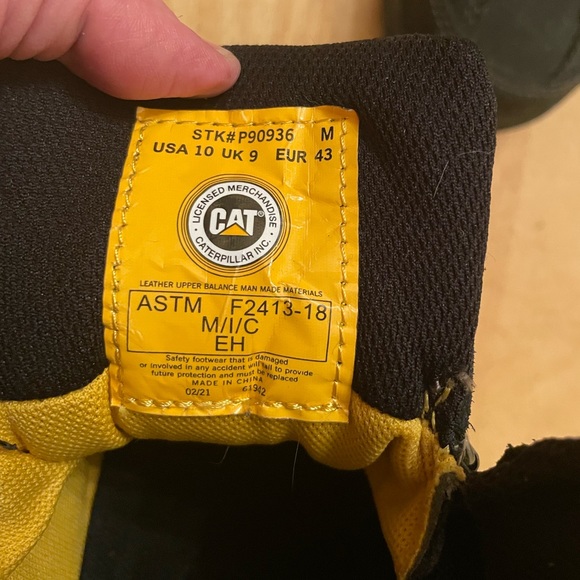 STK#P90936 M
USA 10 UK 9 EUR 43
LICENSED MERCHANDISE
CAT
CATERPILLAR INC.
LEATHER UPPER BALANCE MAN MADE MATERIALS
ASTM F2413-18
M/I/C
EH
Safety footwear that is damaged
or involved in any accident will fail to provide
future protection and must be replaced
MADE IN CHINA
02/21 61942